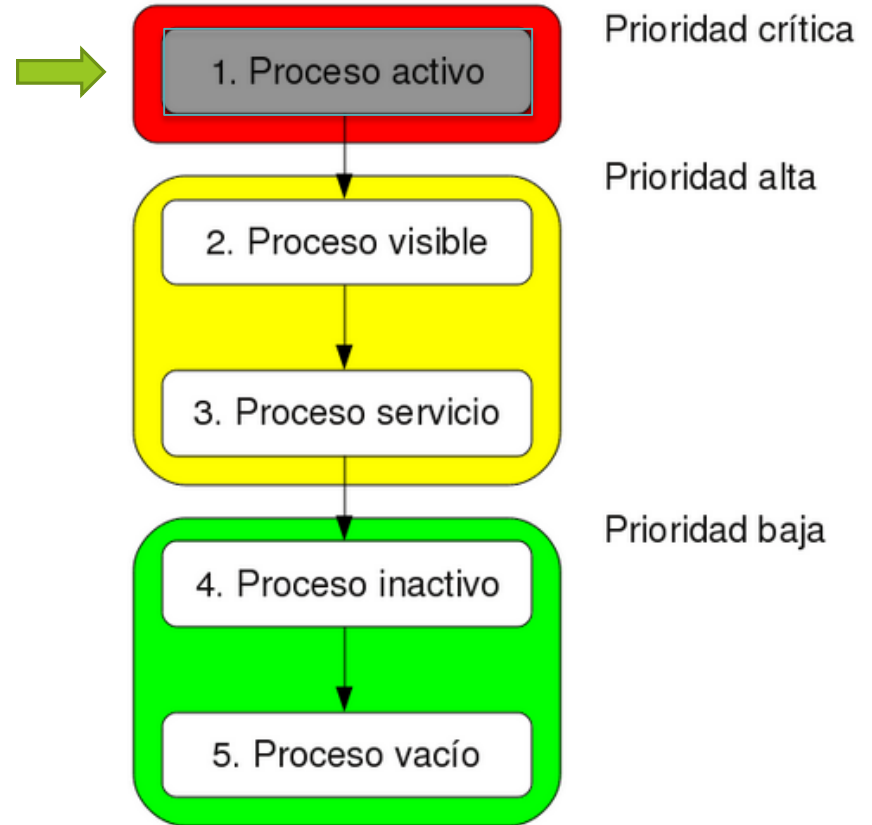 Prioridad crítica
1. Proceso activo
Prioridad alta
2. Proceso visible
3. Proceso servicio
Prioridad baja
4. Proceso inactivo
5. Proceso vacío